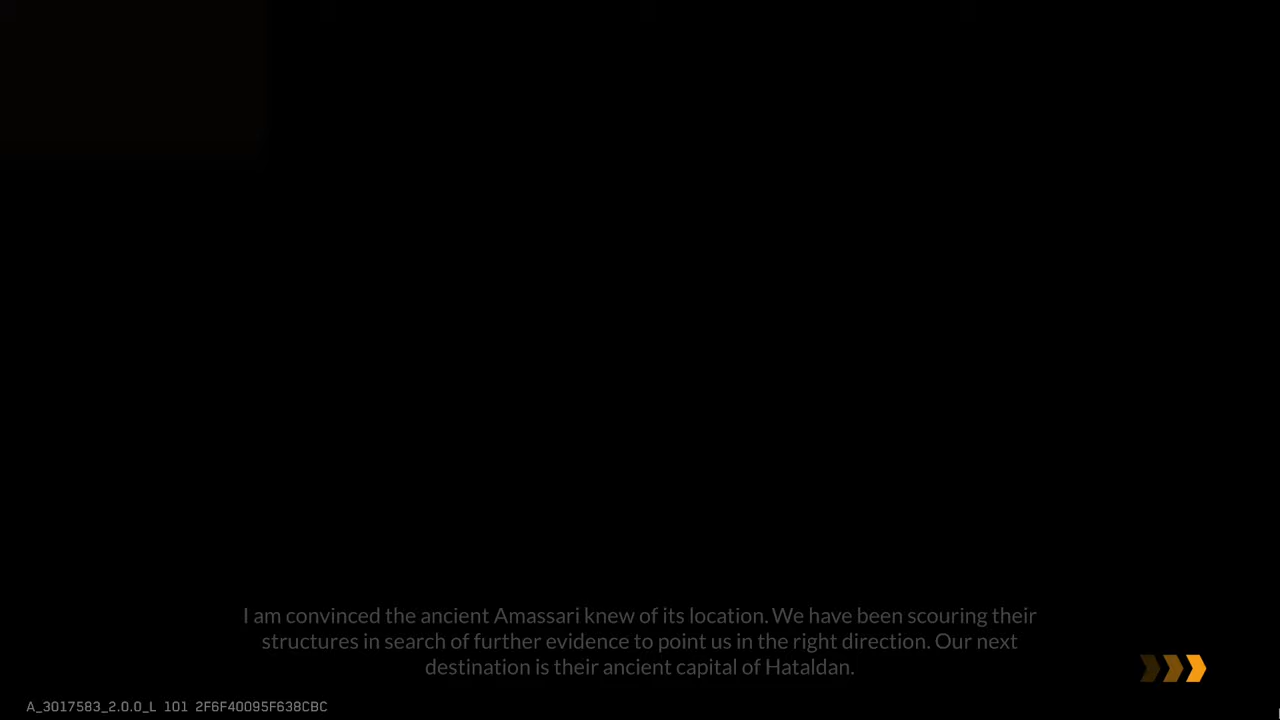 I am convinced the ancient Amassari knew of its location. We have been scouring their
structures in search of further evidence to point us in the right direction. Our next
destination is their ancient capital of Hataldan.
A_3017583_2.0.0_L 101 2F6F40095F638CBC